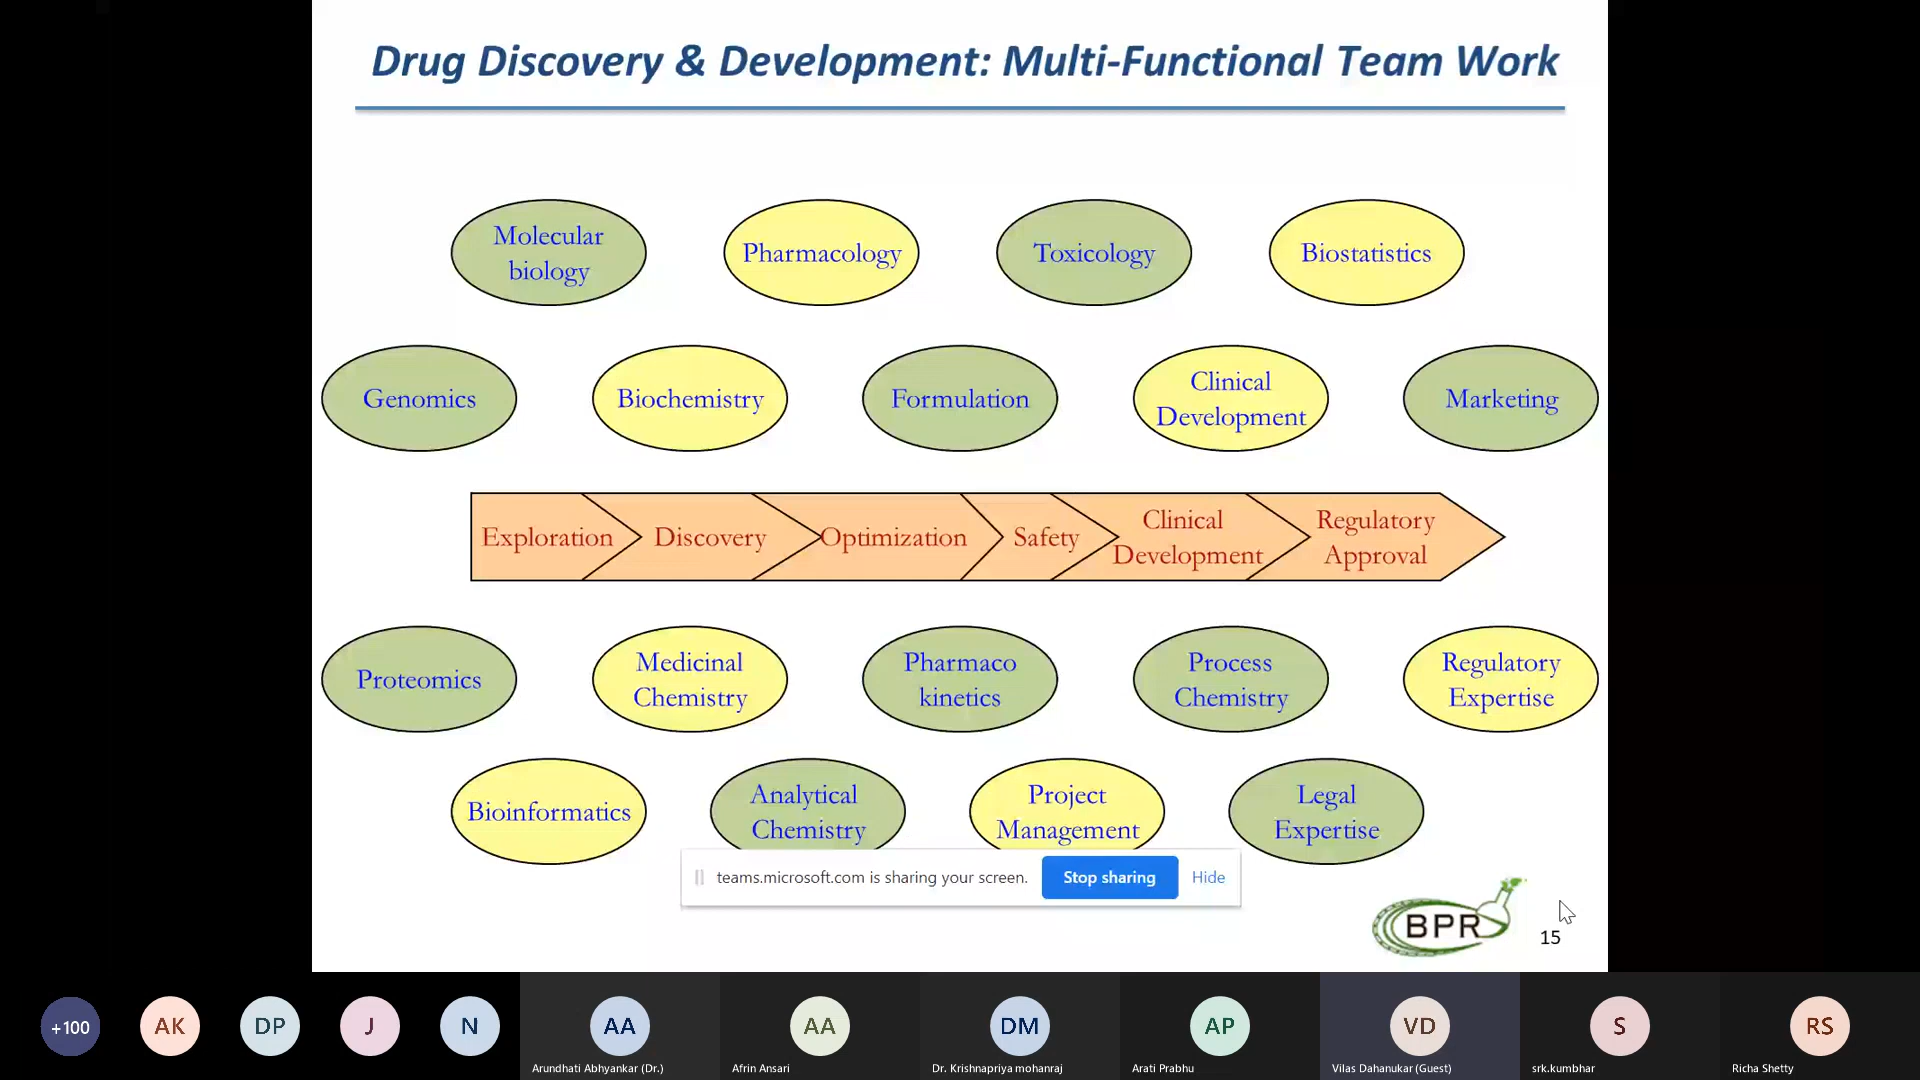 Drug Discovery & Development: Multi-Functional Team Work
Molecular
biology
Pharmacology
Toxicology
Biostatistics
Genomics
Biochemistry
Formulation
Clinical
Development
Marketing
Exploration
Discovery
Optimization
Safety
Clinical
Development
Regulatory
Approval
Proteomics
Medicinal
Chemistry
Pharmaco
kinetics
Process
Chemistry
Regulatory
Expertise
Bioinformatics
Analytical
Chemistry
Project
Management
Legal
Expertise
teams.microsoft.com is sharing your screen.
Stop sharing
Hide
BPR
15
+100
AK
DP
J
N
AA
Arundhati Abhyankar (Dr.)
AA
Afrin Ansari
DM
Dr. Krishnapriya mohanraj
AP
Arati Prabhu
VD
Vilas Dahanukar (Guest)
S
srk.kumbhar
RS
Richa Shetty